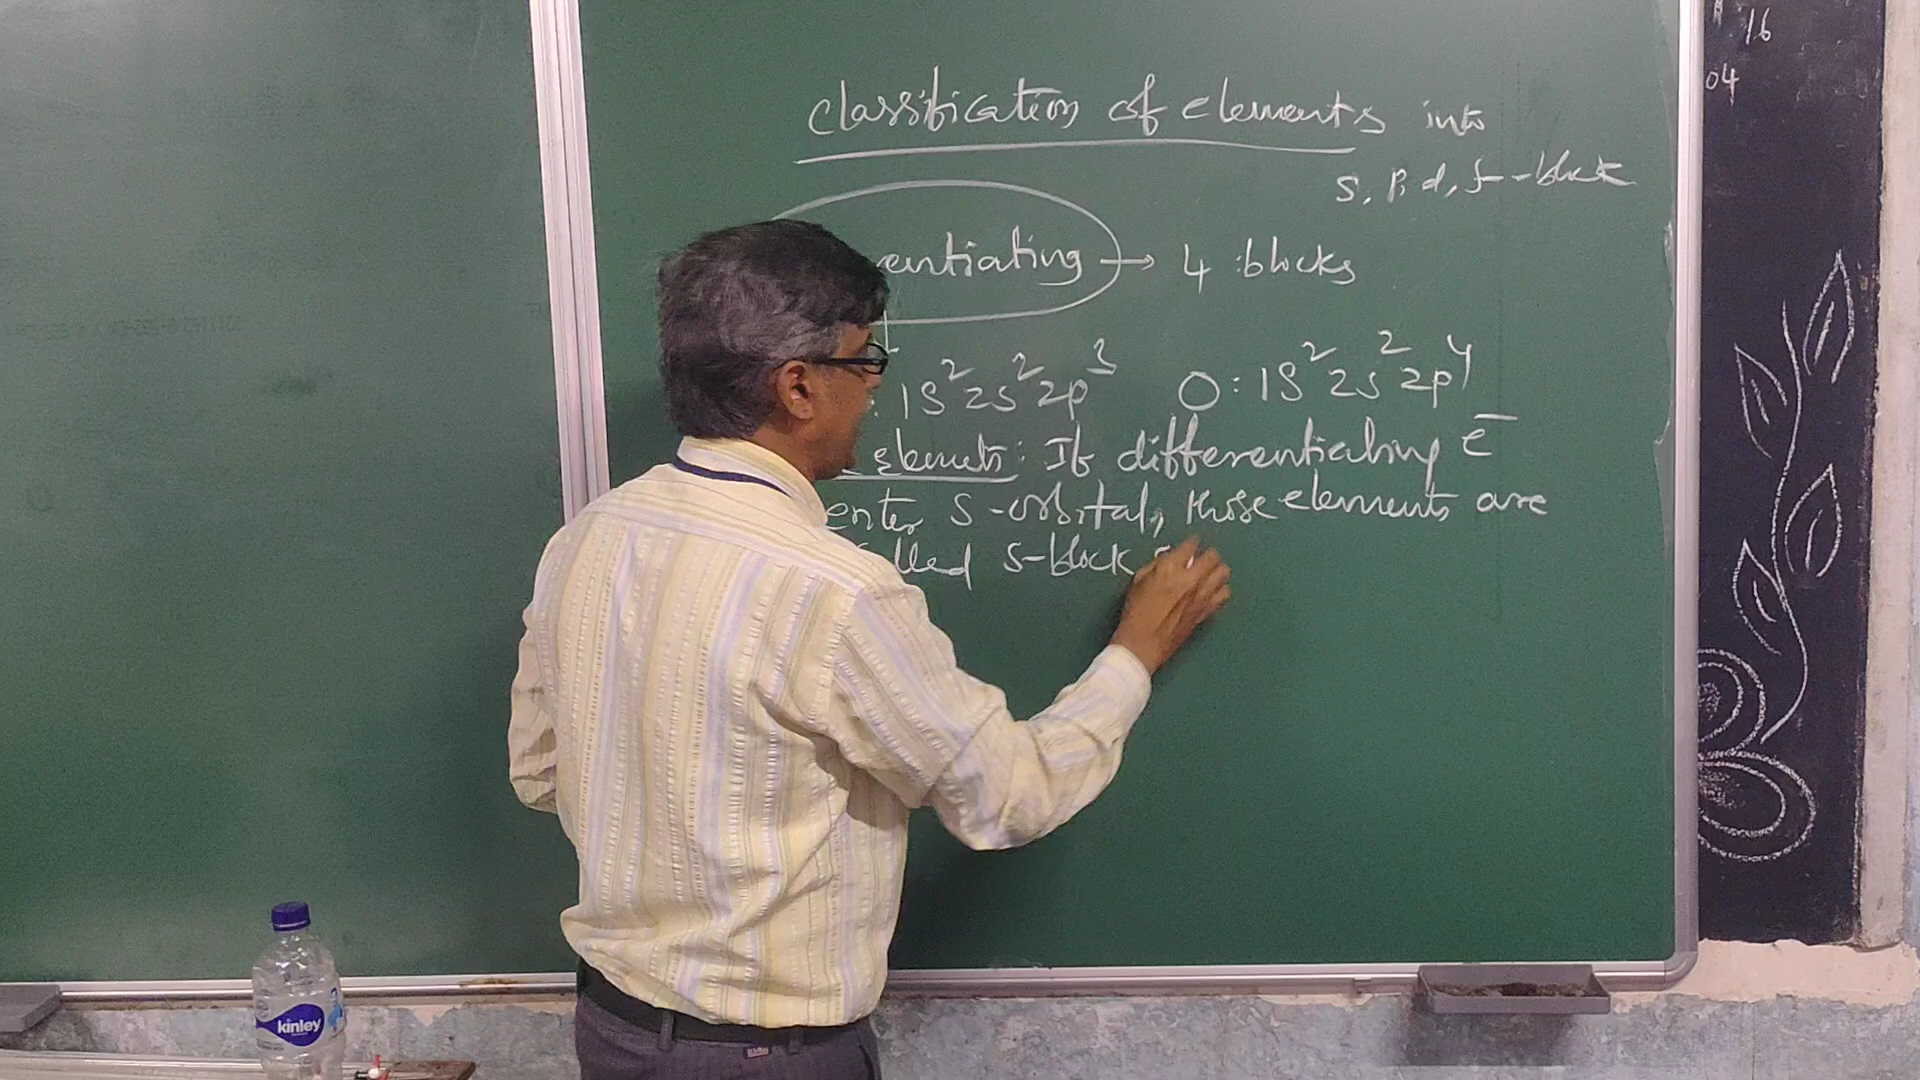 16
04
classification of elements into
s, p, d, f - block
entiating → 4 blocks
: 1S² 2s² 2p³ O : 1S² 2s² 2p⁴
elements : If differentiating e⁻
enter s-orbital, those elements are
lled s-block
kinley